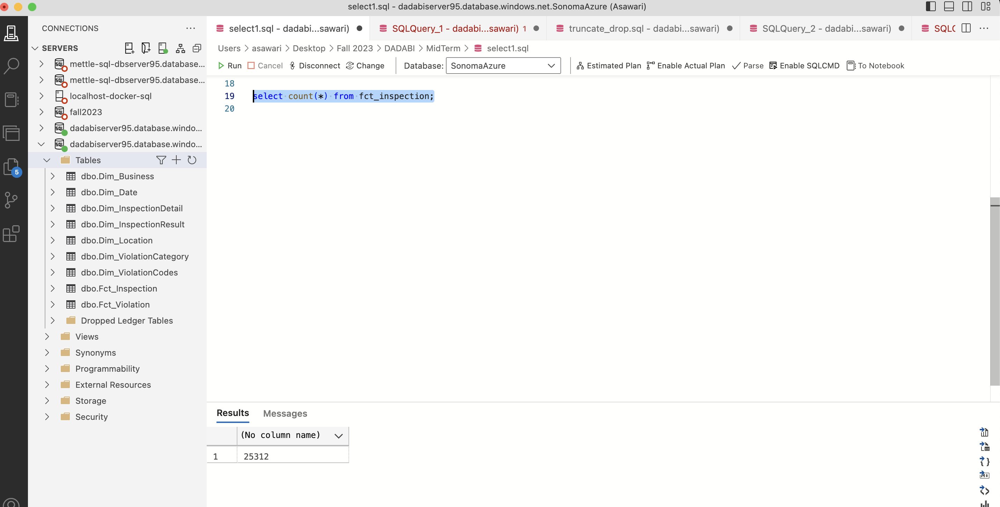 select1.sql - dadabiserver95.database.windows.net.SonomaAzure (Asawari)
CONNECTIONS
select1.sql - dadabi...sawari)
SQLQuery_1 - dadabi...sawari) 1
truncate_drop.sql - dadabi...sawari)
SQLQuery_2 - dadabi...sawari)
SERVERS
Users > asawari > Desktop > Fall 2023 > DADABI > MidTerm > select1.sql
Run Cancel Disconnect Change Database: SonomaAzure Estimated Plan Enable Actual Plan Parse Enable SQLCMD To Notebook
mettle-sql-dbserver95.database...
mettle-sql-dbserver95.database...
localhost-docker-sql
fall2023
dadabiserver95.database.windo...
dadabiserver95.database.windo...
Tables
5
dbo.Dim_Business
dbo.Dim_Date
dbo.Dim_InspectionDetail
dbo.Dim_InspectionResult
dbo.Dim_Location
dbo.Dim_ViolationCategory
dbo.Dim_ViolationCodes
dbo.Fct_Inspection
dbo.Fct_Violation
Dropped Ledger Tables
Views
Synonyms
Programmability
External Resources
Storage
Security
18
19 select count(*) from fct_inspection;
20
Results Messages
(No column name)
1 25312